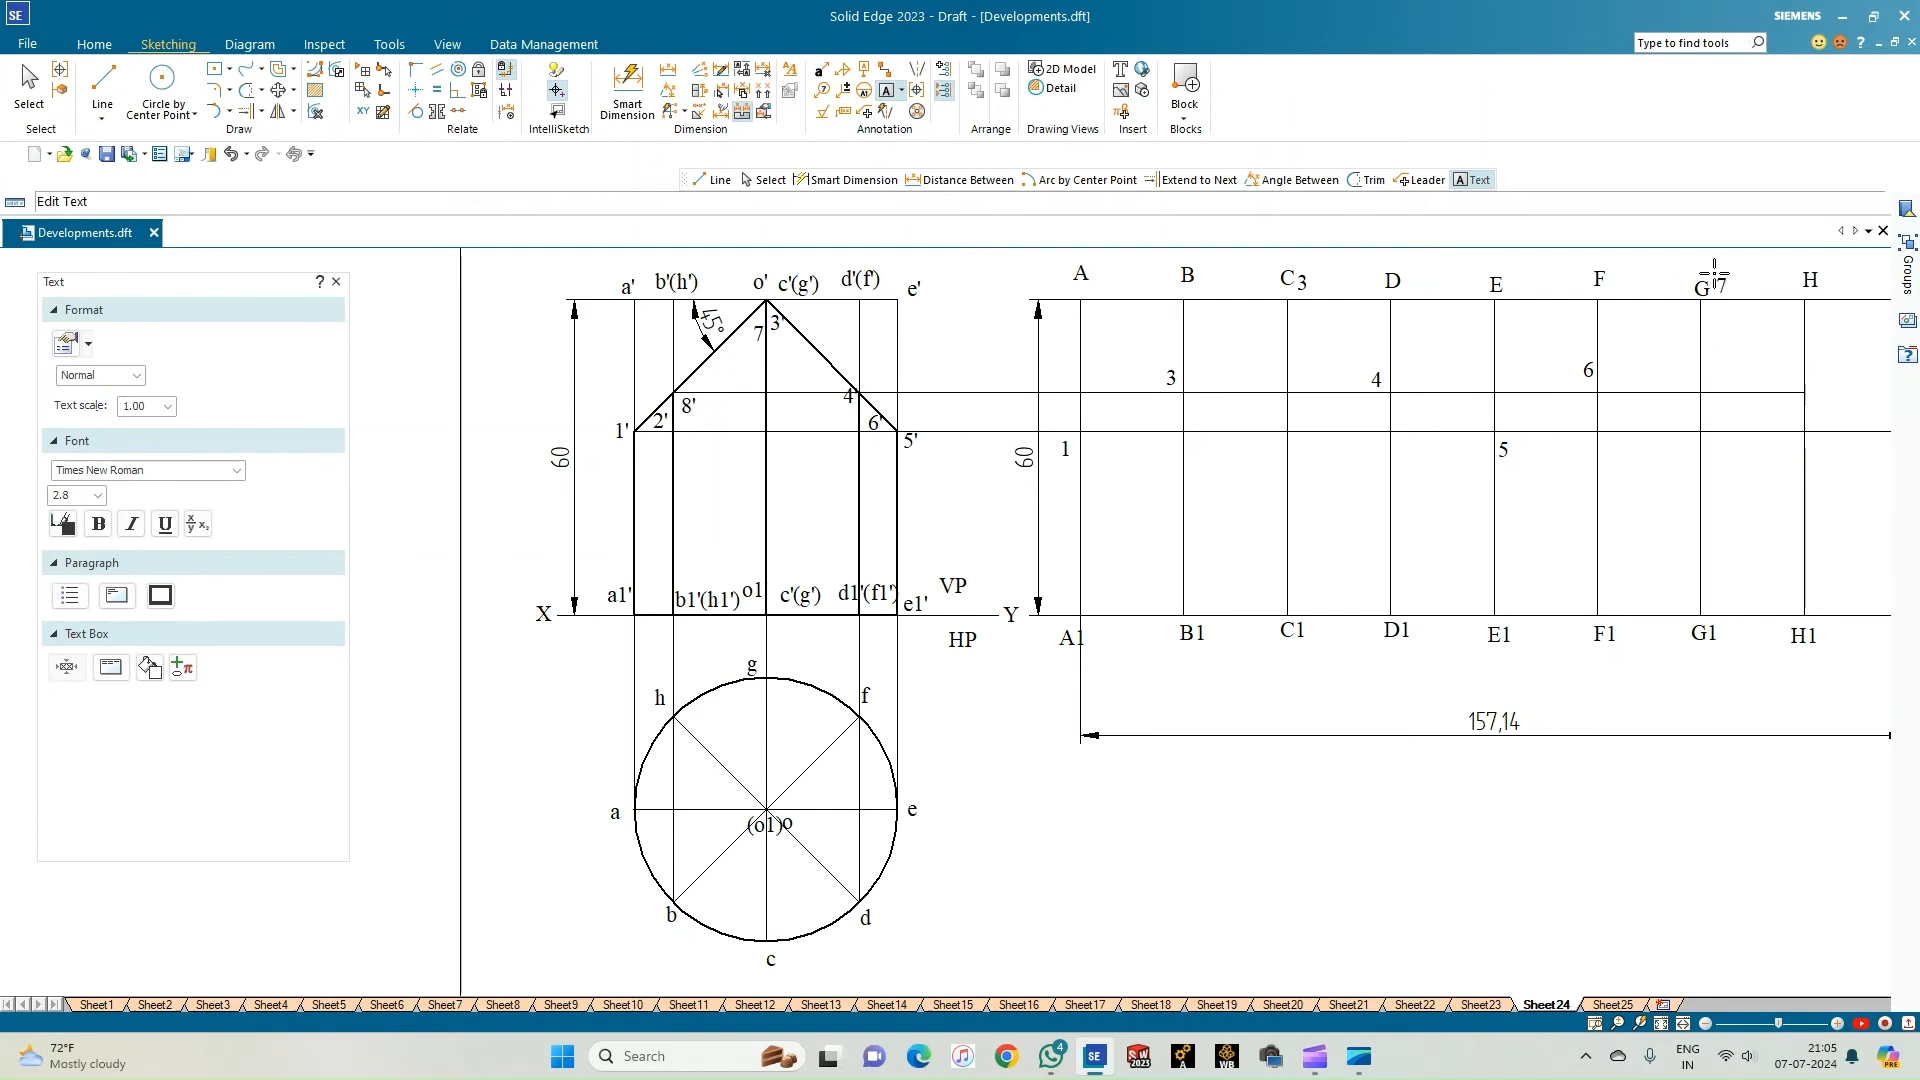 SE
Solid Edge 2023 - Draft - [Developments.dft]
SIEMENS
File Home Sketching Diagram Inspect Tools View Data Management
Type to find tools
Select
Line
Circle by
Center Point
Smart
Dimension
2D Model
Detail
Block
Select Draw Relate IntelliSketch Dimension Annotation Arrange Drawing Views Insert Blocks
Line Select Smart Dimension Distance Between Arc by Center Point Extend to Next Angle Between Trim Leader Text
Edit Text
Developments.dft
Groups
Text
Format
Normal
Text scale: 1.00
Font
Times New Roman
2.8
B I U
Paragraph
Text Box
a' b'(h') o' c'(g') d'(f') e' A B C 3 D E F G 7 H
45°
7 3'
8' 4' 3 4 6
1' 2' 6' 5' 1 5
60 60
a1' b1'(h1') o1 c'(g') d1'(f1') e1' VP
X Y
HP
A1 B1 C1 D1 E1 F1 G1 H1
g
h f
157,14
a e
(o1)o
b d
c
Sheet1 Sheet2 Sheet3 Sheet4 Sheet5 Sheet6 Sheet7 Sheet8 Sheet9 Sheet10 Sheet11 Sheet12 Sheet13 Sheet14 Sheet15 Sheet16 Sheet17 Sheet18 Sheet19 Sheet20 Sheet21 Sheet22 Sheet23 Sheet24 Sheet25
72°F
Mostly cloudy
Search
4
SE
2023
A
WB
ENG
IN
21:05
07-07-2024
PRE